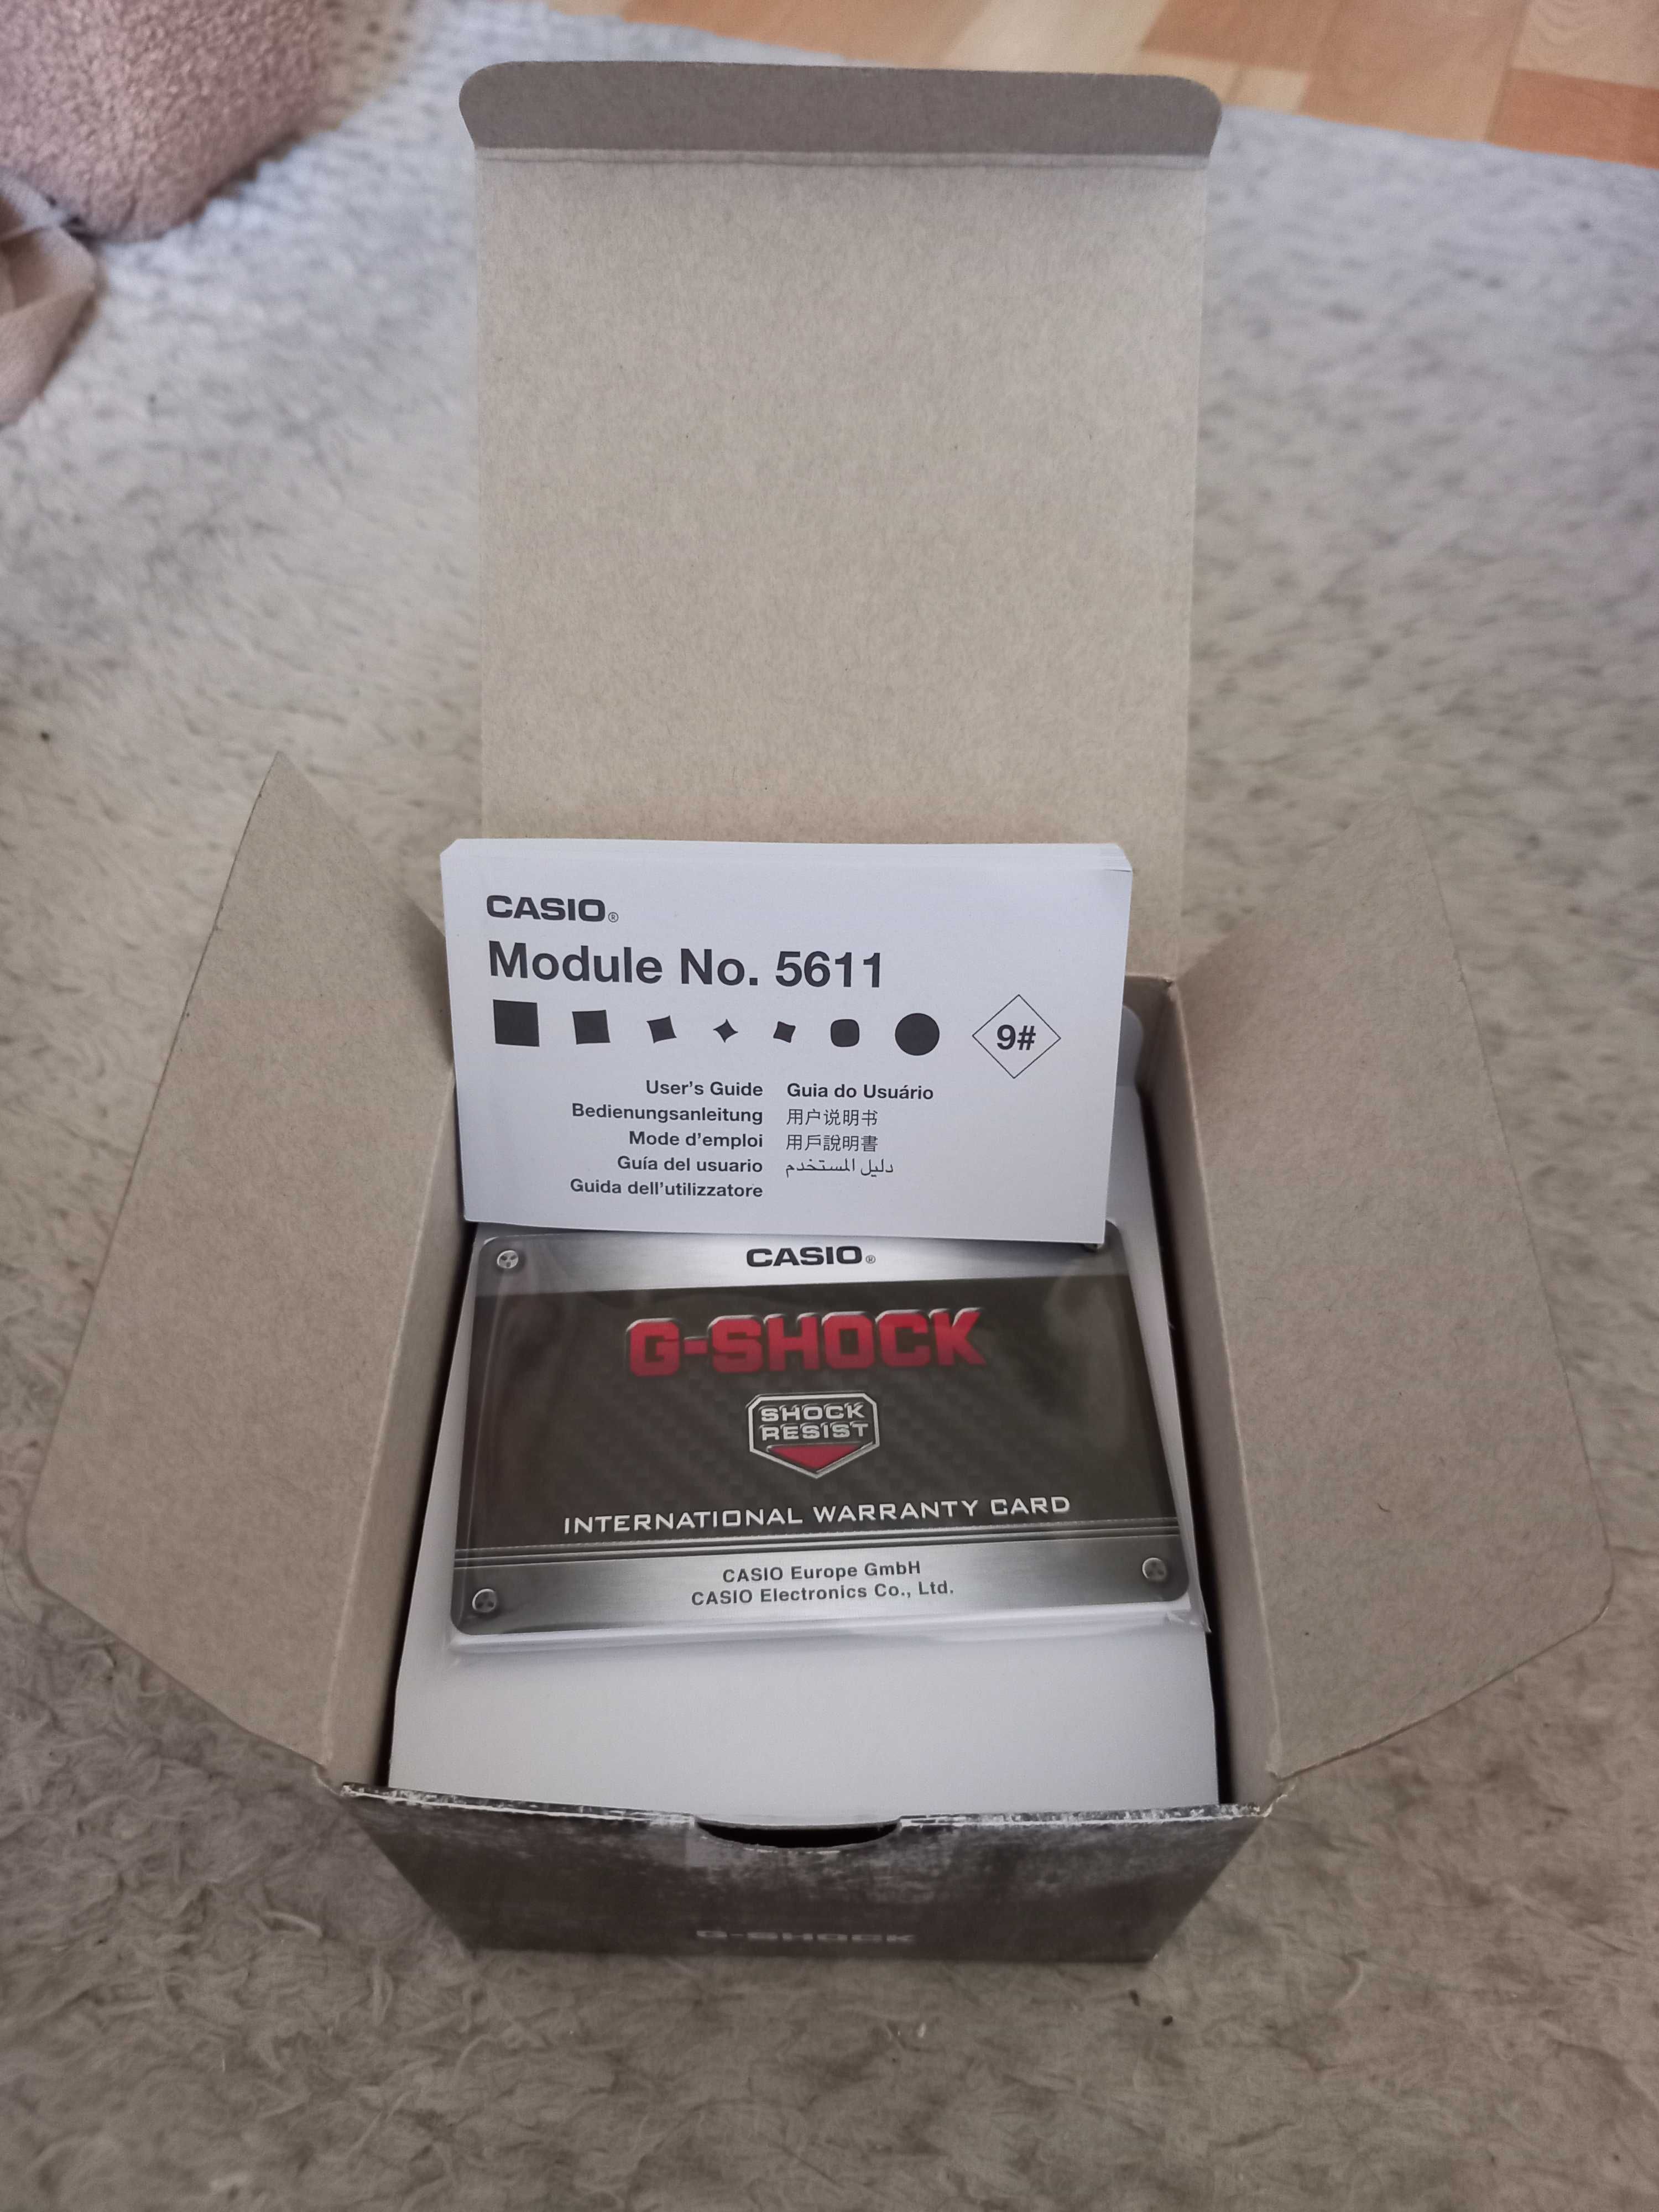 CASIO®
Module No. 5611
9#
User's Guide
Bedienungsanleitung
Mode d'emploi
Guía del usuario
Guida dell'utilizzatore
Guia do Usuário
用户说明书
用戶說明書
دليل المستخدم
CASIO®
G-SHOCK
SHOCK
RESIST
INTERNATIONAL WARRANTY CARD
CASIO Europe GmbH
CASIO Electronics Co., Ltd.
G-SHOCK